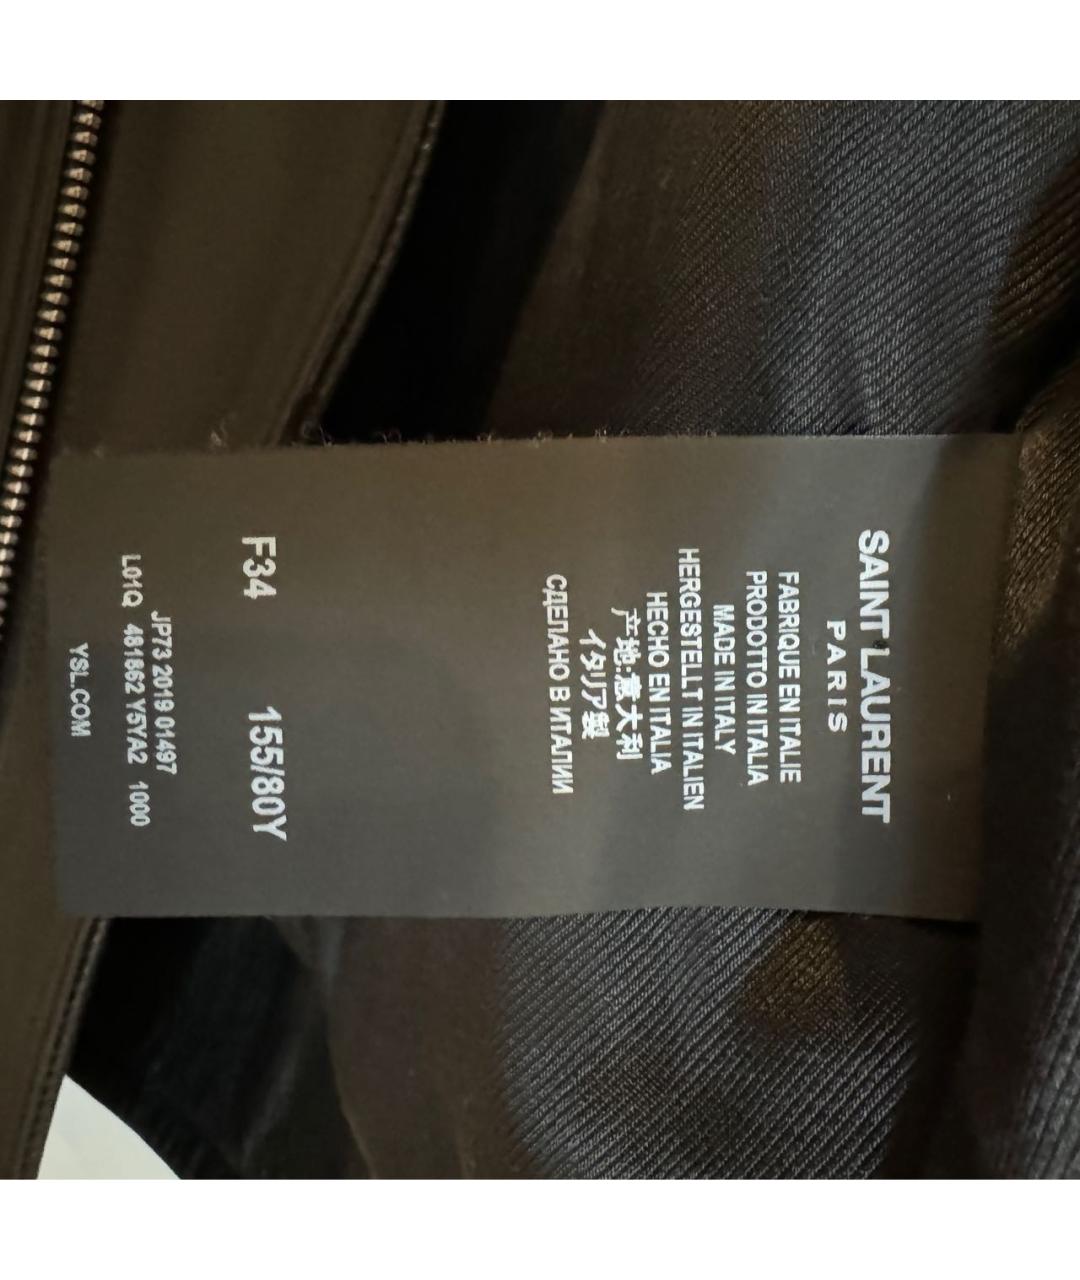 SAINT LAURENT
PARIS
FABRIQUE EN ITALIE
PRODOTTO IN ITALIA
MADE IN ITALY
HERGESTELLT IN ITALIEN
HECHO EN ITALIA
产地:意大利
イタリア製
СДЕЛАНО В ИТАЛИИ
F34 155/80Y
JP73 2019 01497
L01Q 481862 Y5YA2 1000
YSL.COM